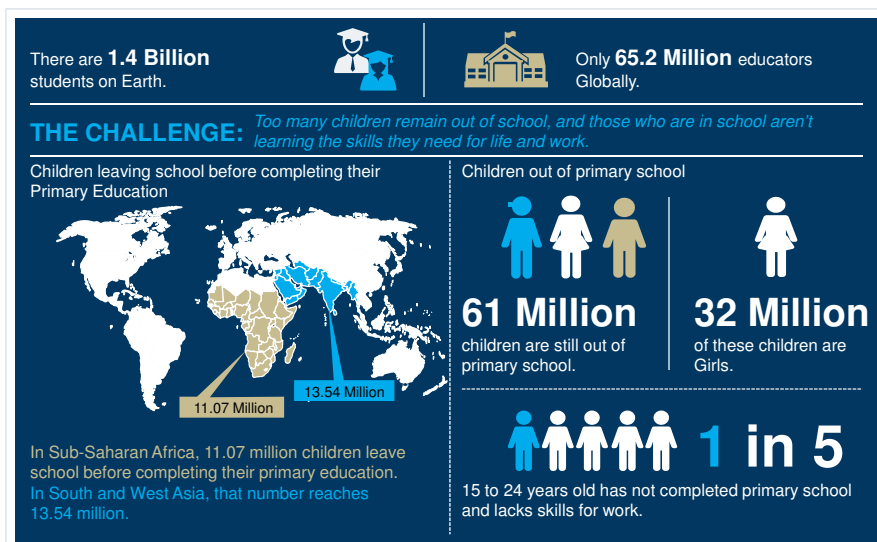 There are 1.4 Billion
students on Earth.
Only 65.2 Million educators
Globally.
THE CHALLENGE:
Too many children remain out of school, and those who are in school aren't
learning the skills they need for life and work.
Children leaving school before completing their
Primary Education
11.07 Million
13.54 Million
In Sub-Saharan Africa, 11.07 million children leave
school before completing their primary education.
In South and West Asia, that number reaches
13.54 million.
Children out of primary school
61 Million
children are still out of
primary school.
32 Million
of these children are
Girls.
1 in 5
15 to 24 years old has not completed primary school
and lacks skills for work.